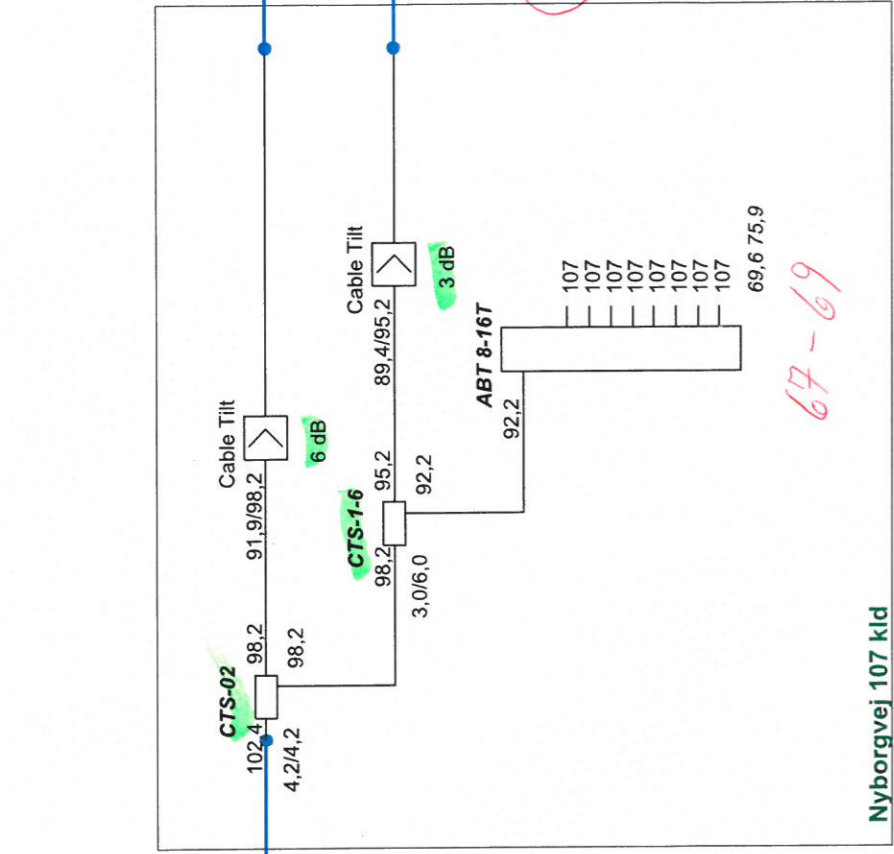 CTS-02
102,4
4,2/4,2
98,2
98,2
91,9/98,2
Cable Tilt
6 dB
CTS-1-6
98,2
3,0/6,0
95,2
92,2
89,4/95,2
Cable Tilt
3 dB
92,2
ABT 8-16T
107
107
107
107
107
107
107
107
69,6 75,9
67 - 69
Nyborgvej 107 kld